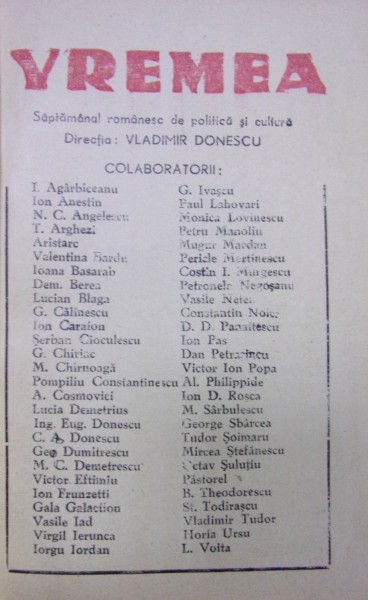 VREMEA
Săptămânal românesc de politică și cultură
Direcția: VLADIMIR DONESCU
COLABORATORII:
I. Agârbiceanu
Ion Anestin
N. C. Angelescu
T. Arghezi
Aristarc
Valentina Bardu
Ioana Basarab
Dem. Berea
Lucian Blaga
G. Călinescu
Ion Caraion
Șerban Cioculescu
G. Chiriac
M. Chirnoagă
Pompiliu Constantinescu
A. Cosmovici
Lucia Demetrius
Ing. Eug. Donescu
C. A. Donescu
Geo Dumitrescu
M. C. Demetrescu
Victor Eftimiu
Ion Frunzetti
Gala Galaction
Vasile Iad
Virgil Ierunca
Iorgu Iordan
G. Ivașcu
Paul Lahovari
Monica Lovinescu
Petru Manoliu
Mugur Mardan
Pericle Martinescu
Costin I. Murgescu
Petronela Negoșanu
Vasile Netea
Constantin Noica
D. D. Panaitescu
Ion Pas
Dan Petrașincu
Victor Ion Popa
Al. Philippide
Ion D. Roșca
M. Sârbulescu
George Sbârcea
Tudor Șoimaru
Mircea Ștefănescu
Octav Șuluțiu
Păstorel
B. Theodorescu
St. Todirașcu
Vladimir Tudor
Horia Ursu
L. Voita